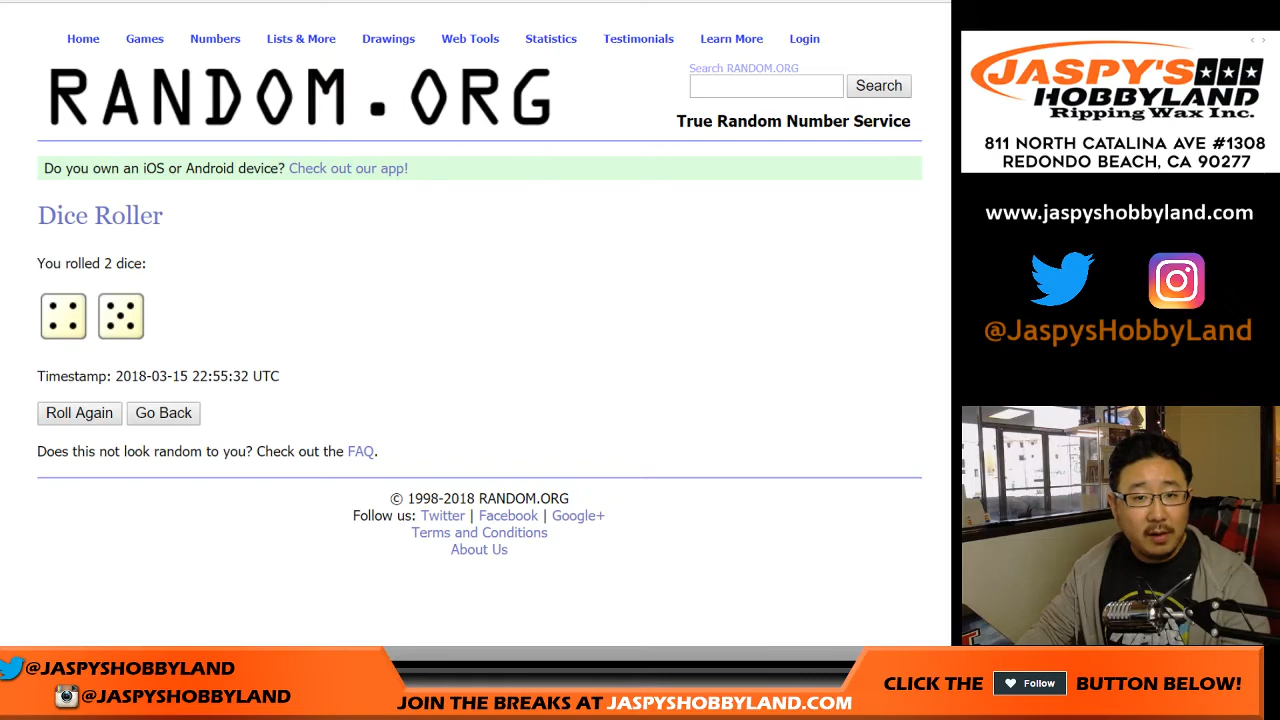 Home Games Numbers Lists & More Drawings Web Tools Statistics Testimonials Learn More Login
RANDOM.ORG
Search RANDOM.ORG
Search
True Random Number Service
Do you own an iOS or Android device? Check out our app!
Dice Roller
You rolled 2 dice:
Timestamp: 2018-03-15 22:55:32 UTC
Roll Again Go Back
Does this not look random to you? Check out the FAQ.
© 1998-2018 RANDOM.ORG
Follow us: Twitter | Facebook | Google+
Terms and Conditions
About Us
JASPY'S
HOBBYLAND
Ripping Wax Inc.
811 NORTH CATALINA AVE #1308
REDONDO BEACH, CA 90277
www.jaspyshobbyland.com
@JaspysHobbyLand
@JASPYSHOBBYLAND
@JASPYSHOBBYLAND
JOIN THE BREAKS AT JASPYSHOBBYLAND.COM
CLICK THE Follow BUTTON BELOW!